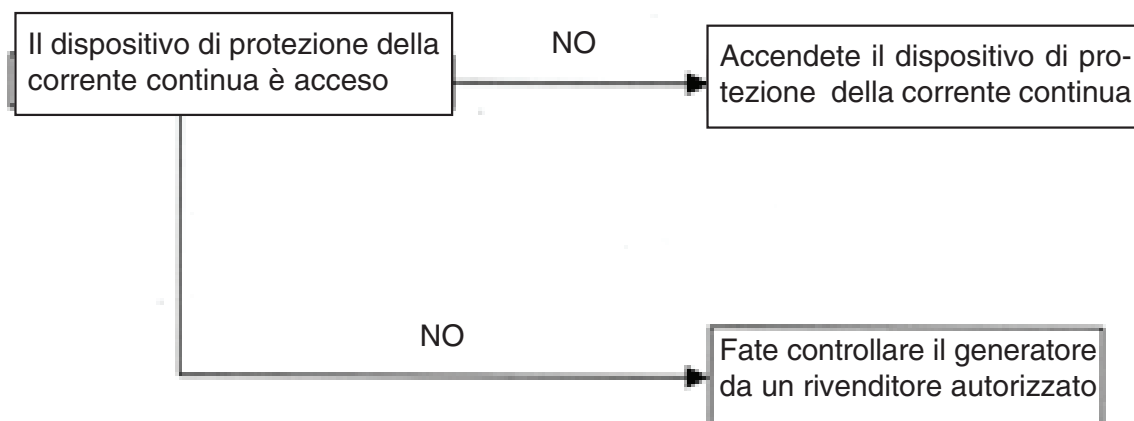 Il dispositivo di protezione della
corrente continua è acceso
NO
Accendete il dispositivo di pro-
tezione della corrente continua
NO
Fate controllare il generatore
da un rivenditore autorizzato